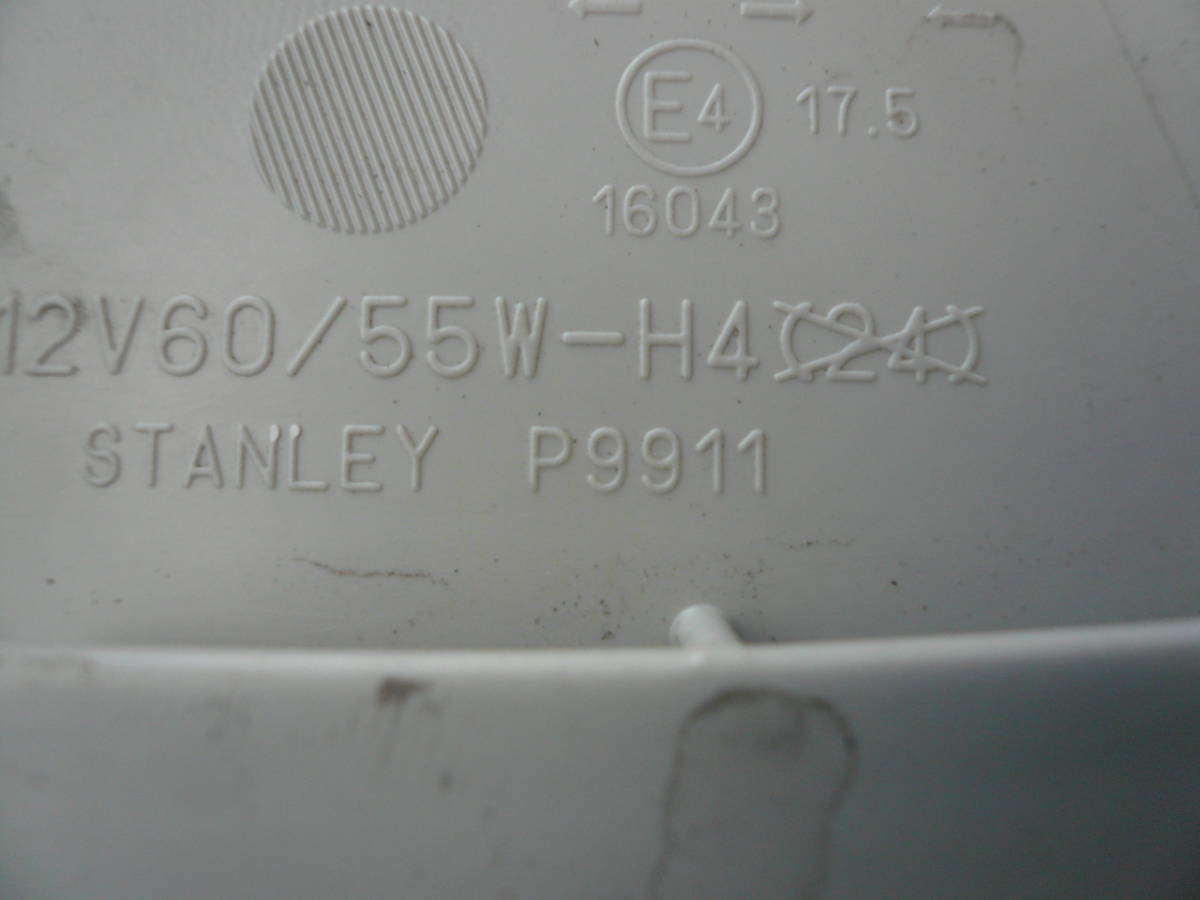 ← → ←
E4 17.5
16043
12V60/55W-H4(24)
STANLEY P9911